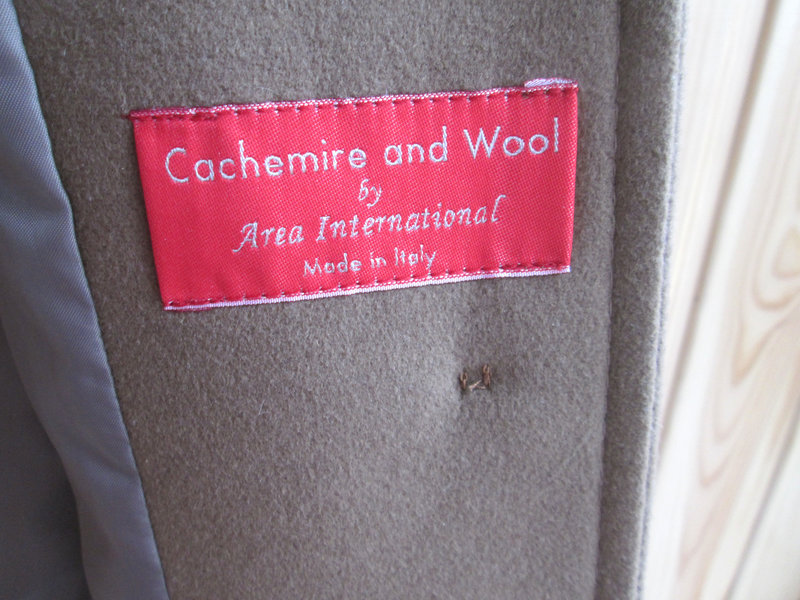 Cachemire and Wool
by
Area International
Made in Italy